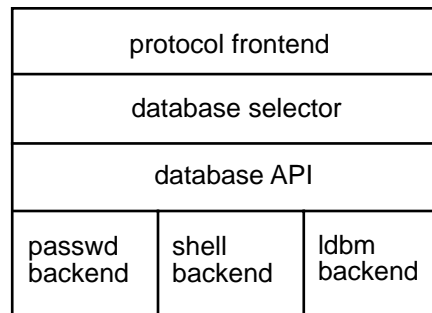 protocol frontend
database selector
database API
passwd
backend
shell
backend
ldbm
backend